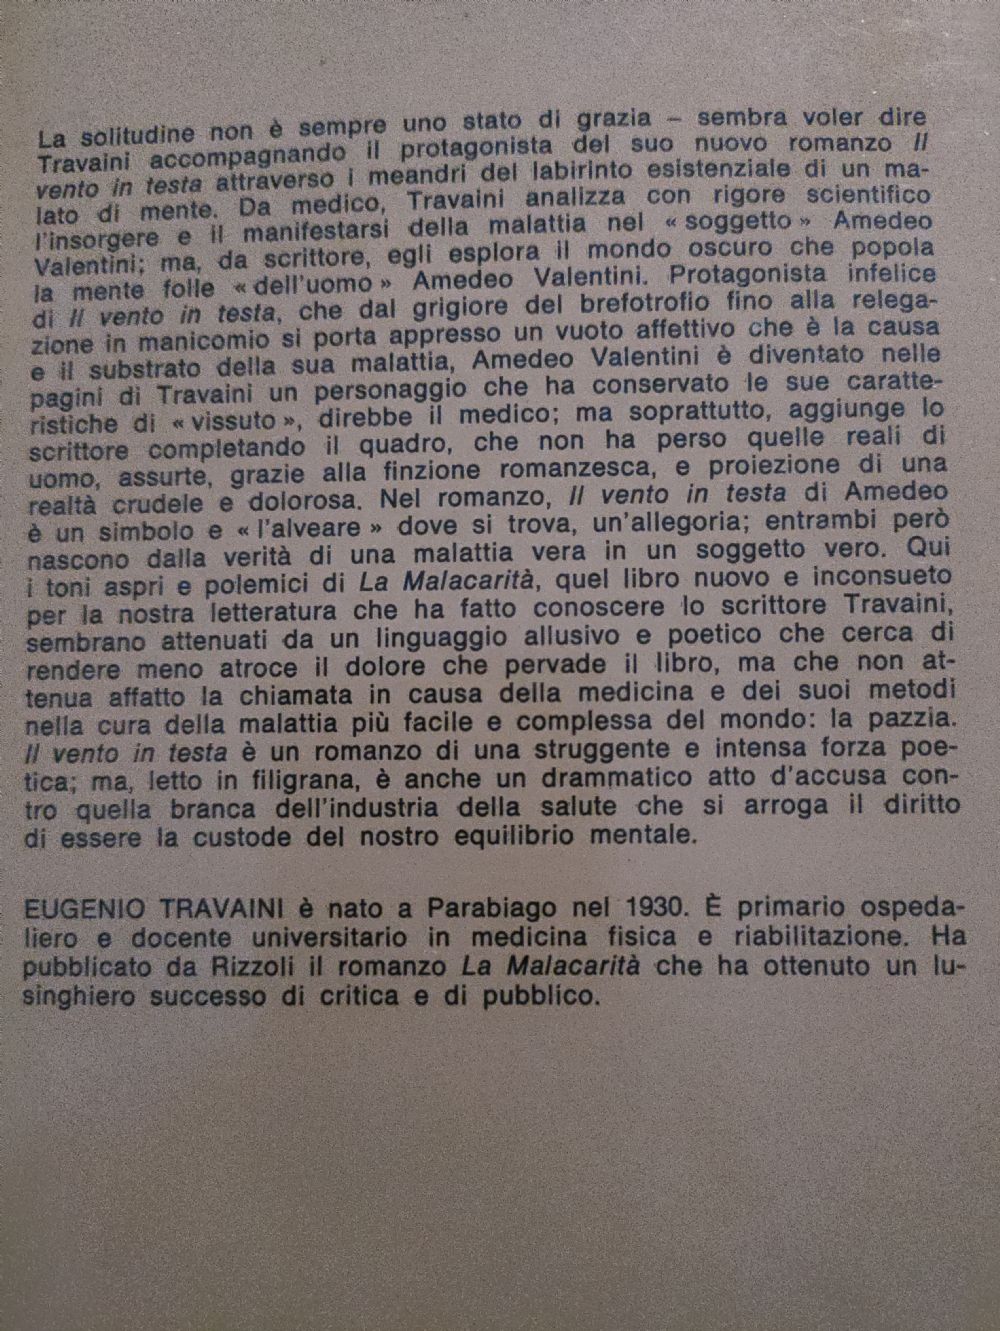 La solitudine non è sempre uno stato di grazia – sembra voler dire
Travaini accompagnando il protagonista del suo nuovo romanzo Il
vento in testa attraverso i meandri del labirinto esistenziale di un ma-
lato di mente. Da medico, Travaini analizza con rigore scientifico
l'insorgere e il manifestarsi della malattia nel « soggetto » Amedeo
Valentini; ma, da scrittore, egli esplora il mondo oscuro che popola
la mente folle « dell'uomo » Amedeo Valentini. Protagonista infelice
di Il vento in testa, che dal grigiore del brefotrofio fino alla relega-
zione in manicomio si porta appresso un vuoto affettivo che è la causa
e il substrato della sua malattia, Amedeo Valentini è diventato nelle
pagini di Travaini un personaggio che ha conservato le sue caratte-
ristiche di « vissuto », direbbe il medico; ma soprattutto, aggiunge lo
scrittore completando il quadro, che non ha perso quelle reali di
uomo, assurte, grazie alla finzione romanzesca, e proiezione di una
realtà crudele e dolorosa. Nel romanzo, Il vento in testa di Amedeo
è un simbolo e « l'alveare » dove si trova, un'allegoria; entrambi però
nascono dalla verità di una malattia vera in un soggetto vero. Qui
i toni aspri e polemici di La Malacarità, quel libro nuovo e inconsueto
per la nostra letteratura che ha fatto conoscere lo scrittore Travaini,
sembrano attenuati da un linguaggio allusivo e poetico che cerca di
rendere meno atroce il dolore che pervade il libro, ma che non at-
tenua affatto la chiamata in causa della medicina e dei suoi metodi
nella cura della malattia più facile e complessa del mondo: la pazzia.
Il vento in testa è un romanzo di una struggente e intensa forza poe-
tica; ma, letto in filigrana, è anche un drammatico atto d'accusa con-
tro quella branca dell'industria della salute che si arroga il diritto
di essere la custode del nostro equilibrio mentale.
EUGENIO TRAVAINI è nato a Parabiago nel 1930. È primario ospeda-
liero e docente universitario in medicina fisica e riabilitazione. Ha
pubblicato da Rizzoli il romanzo La Malacarità che ha ottenuto un lu-
singhiero successo di critica e di pubblico.